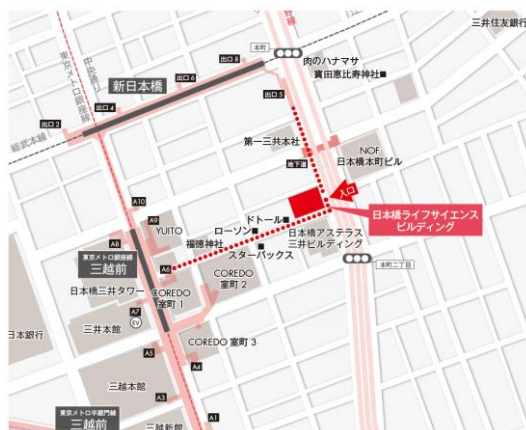 三井住友銀行
本町
出口 8
肉のハナマサ
寶田恵比寿神社
出口 6
新日本橋
東京メトロ銀座線
中央通り
出口 4
出口 5
出口 2
総武本線
第一三共本社
地下道
NOF
日本橋本町ビル
入口
日本橋ライフサイエンス
ビルディング
A10
A9
YUITO
ドトール
ローソン
福徳神社
スターバックス
日本橋アステラス
三井ビルディング
A8
東京メトロ銀座線
三越前
A6
本町二丁目
COREDO
室町 2
日本橋三井タワー
COREDO
室町 1
A7
EV
日本銀行
三井本館
COREDO 室町 3
A5
A4
三越本館
A3
東京メトロ半蔵門線
三越前
A1
三越新館